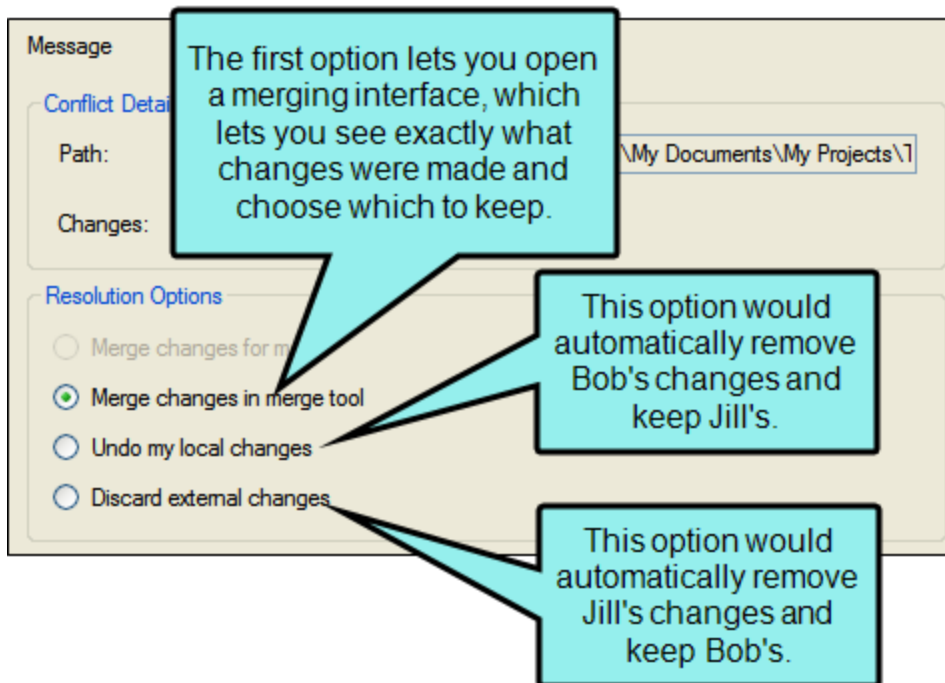 Message
The first option lets you open
a merging interface, which
lets you see exactly what
changes were made and
choose which to keep.
Conflict Detai
Path:
\My Documents\My Projects\T
Changes:
Resolution Options
Merge changes for m
Merge changes in merge tool
Undo my local changes
Discard external changes
This option would
automatically remove
Bob's changes and
keep Jill's.
This option would
automatically remove
Jill's changes and
keep Bob's.